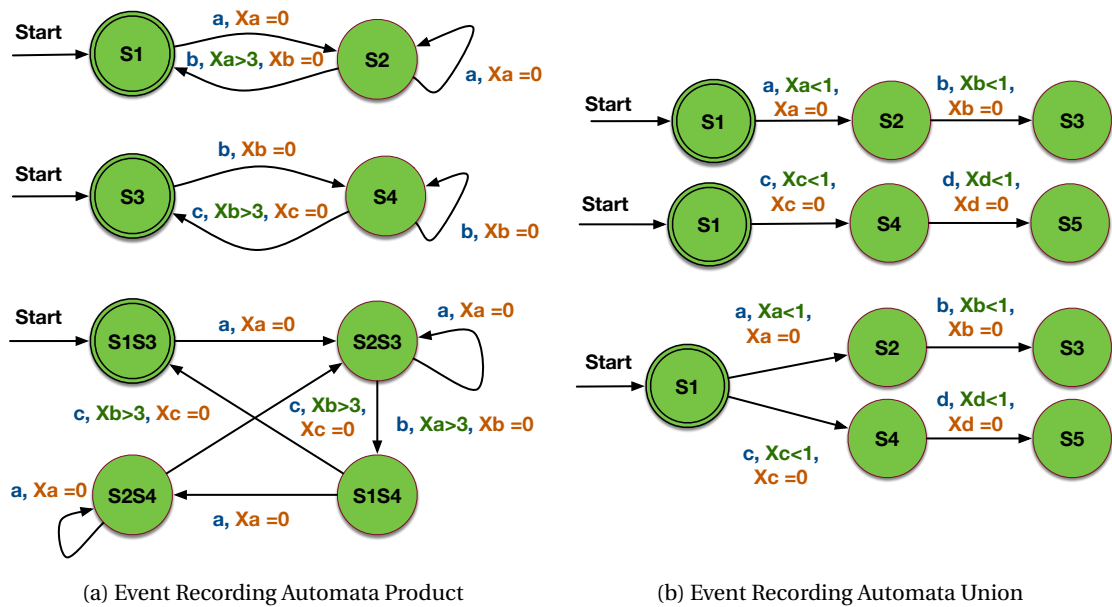 Start
S1
a, Xa =0
b, Xa>3, Xb =0
S2
a, Xa =0
Start
S3
b, Xb =0
c, Xb>3, Xc =0
S4
b, Xb =0
Start
S1S3
a, Xa =0
S2S3
a, Xa =0
c, Xb>3, Xc =0
c, Xb>3,
Xc =0
b, Xa>3, Xb =0
a, Xa =0
S2S4
a, Xa =0
S1S4
(a) Event Recording Automata Product
Start
S1
a, Xa<1,
Xa =0
S2
b, Xb<1,
Xb =0
S3
Start
S1
c, Xc<1,
Xc =0
S4
d, Xd<1,
Xd =0
S5
Start
S1
a, Xa<1,
Xa =0
S2
b, Xb<1,
Xb =0
S3
c, Xc<1,
Xc =0
S4
d, Xd<1,
Xd =0
S5
(b) Event Recording Automata Union